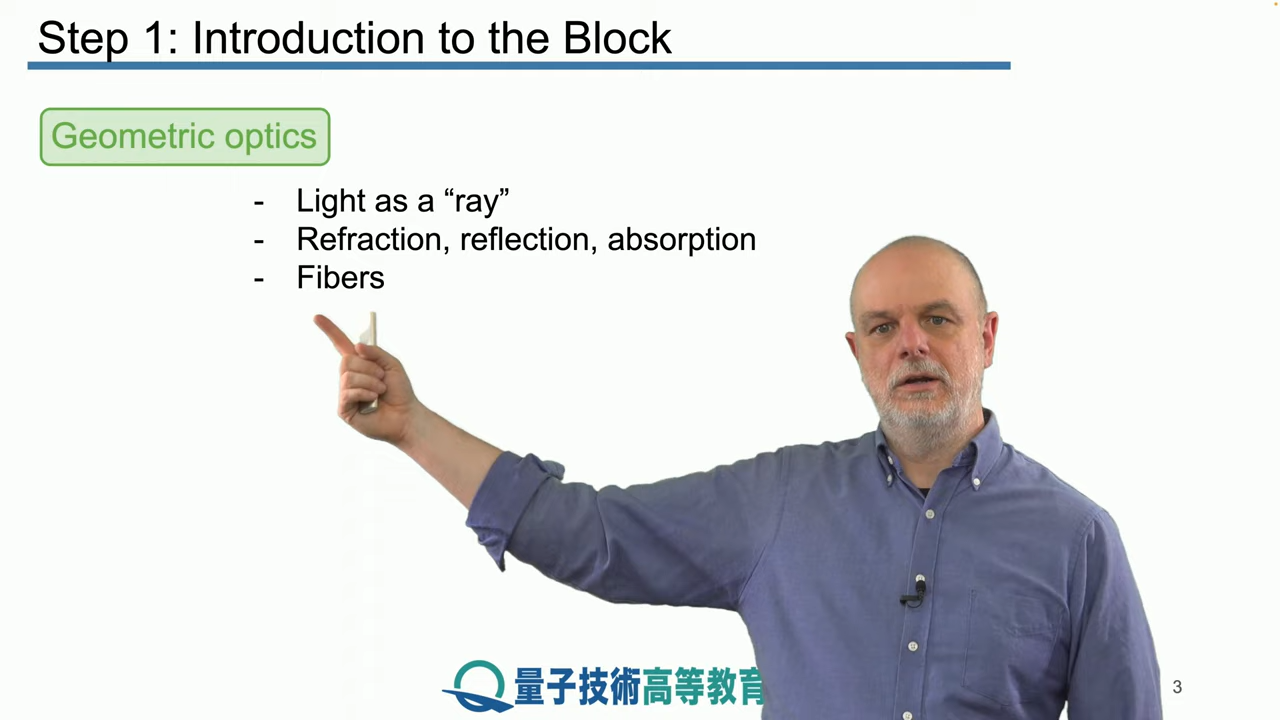 Step 1: Introduction to the Block
Geometric optics
- Light as a “ray”
- Refraction, reflection, absorption
- Fibers
量子技術高等教育
3